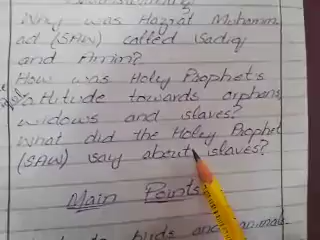 Why was Hazrat Muhamm
ad (SAW) called Sadiq
and Amin?
How was Holy Prophet's
attitude towards orphens,
widows and slaves?
What did the Holy Prophet
(SAW) say about slaves?
Main Points
birds and animals